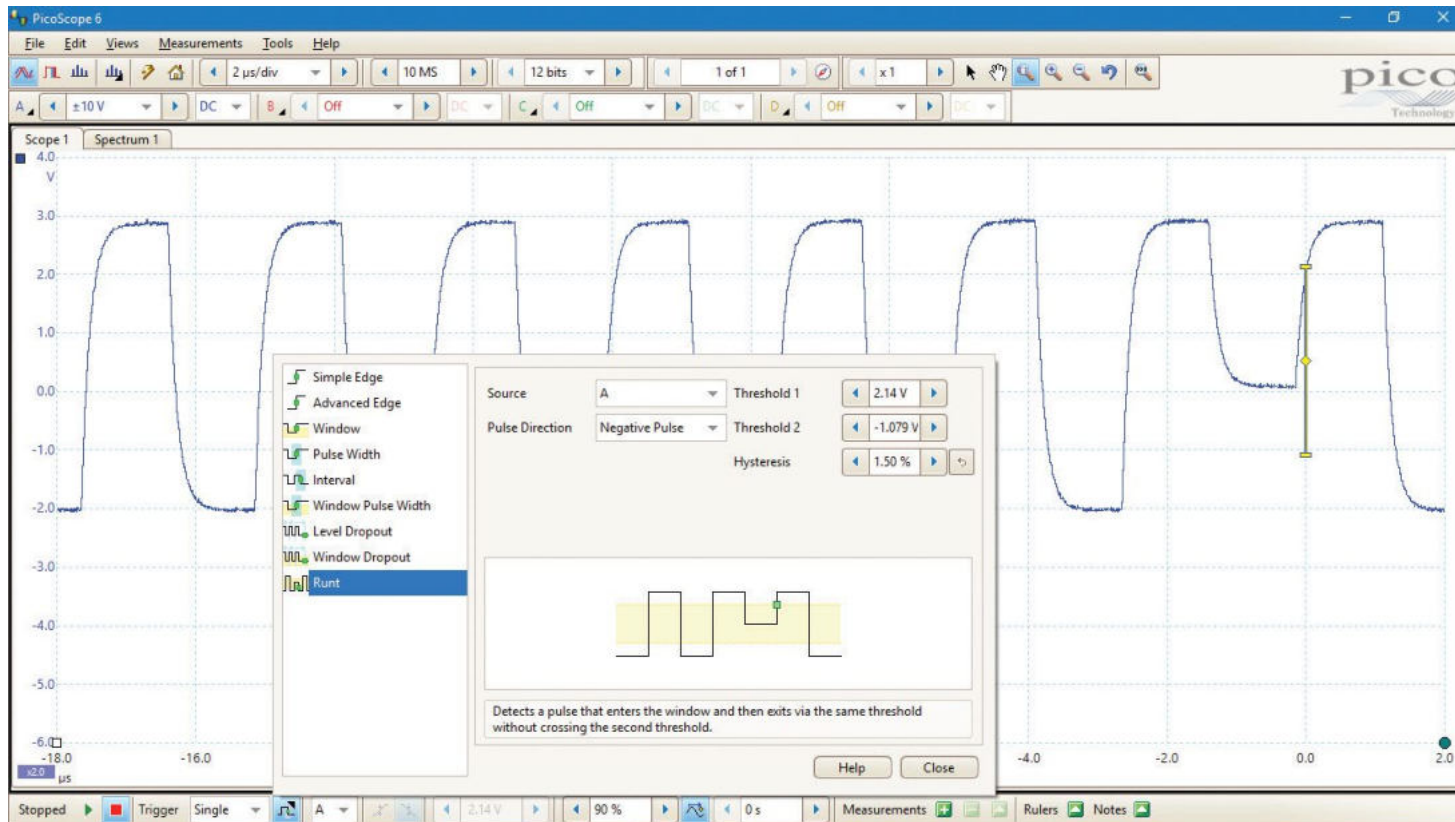 PicoScope 6
File Edit Views Measurements Tools Help
2 µs/div 10 MS 12 bits 1 of 1 x1
pico
Technology
A ±10 V DC B Off DC C Off DC D Off DC
Scope 1 Spectrum 1
4.0
V
3.0
2.0
1.0
0.0
-1.0
-2.0
-3.0
-4.0
-5.0
-6.0
Simple Edge
Advanced Edge
Window
Pulse Width
Interval
Window Pulse Width
Level Dropout
Window Dropout
Runt
Source A Threshold 1 2.14 V
Pulse Direction Negative Pulse Threshold 2 -1.079 V
Hysteresis 1.50 %
Detects a pulse that enters the window and then exits via the same threshold
without crossing the second threshold.
Help Close
-18.0 -16.0 -4.0 -2.0 0.0 2.0
x2.0 µs
Stopped Trigger Single A 2.14 V 90 % 0 s Measurements Rulers Notes